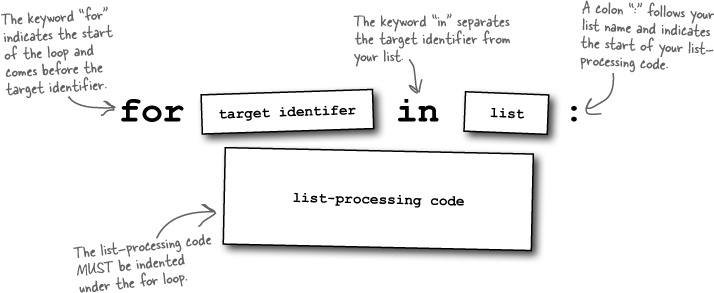 The keyword “for”
indicates the start
of the loop and
comes before the
target identifier.
The keyword “in” separates
the target identifier from
your list.
A colon “:” follows your
list name and indicates
the start of your list-
processing code.
for target identifer in list :
list-processing code
The list-processing code
MUST be indented
under the for loop.